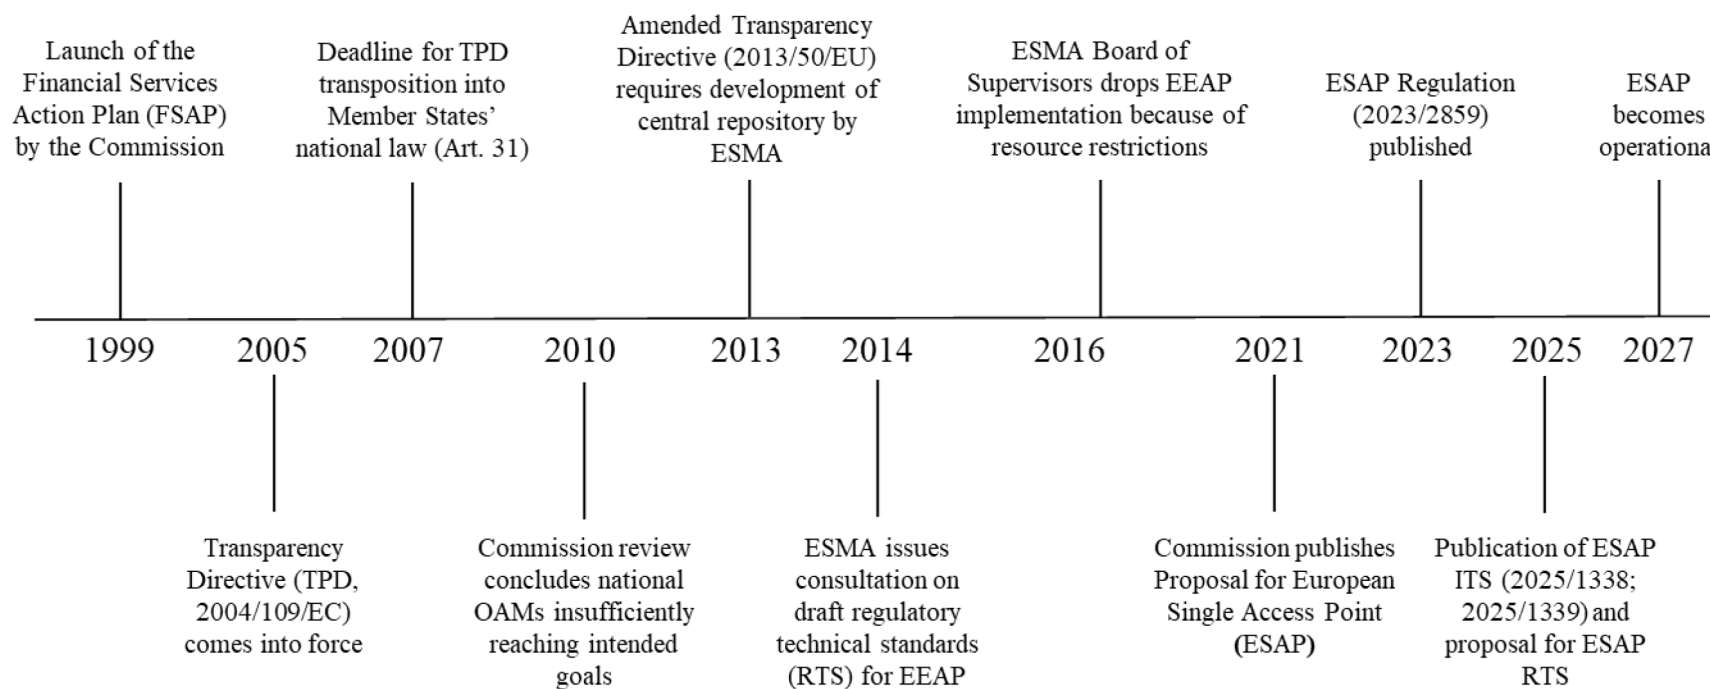 Launch of the
Financial Services
Action Plan (FSAP)
by the Commission
Deadline for TPD
transposition into
Member States’
national law (Art. 31)
Amended Transparency
Directive (2013/50/EU)
requires development of
central repository by
ESMA
ESMA Board of
Supervisors drops EEAP
implementation because of
resource restrictions
ESAP Regulation
(2023/2859)
published
ESAP
becomes
operationa
1999
2005
2007
2010
2013
2014
2016
2021
2023
2025
2027
Transparency
Directive (TPD,
2004/109/EC)
comes into force
Commission review
concludes national
OAMs insufficiently
reaching intended
goals
ESMA issues
consultation on
draft regulatory
technical standards
(RTS) for EEAP
Commission publishes
Proposal for European
Single Access Point
(ESAP)
Publication of ESAP
ITS (2025/1338;
2025/1339) and
proposal for ESAP
RTS